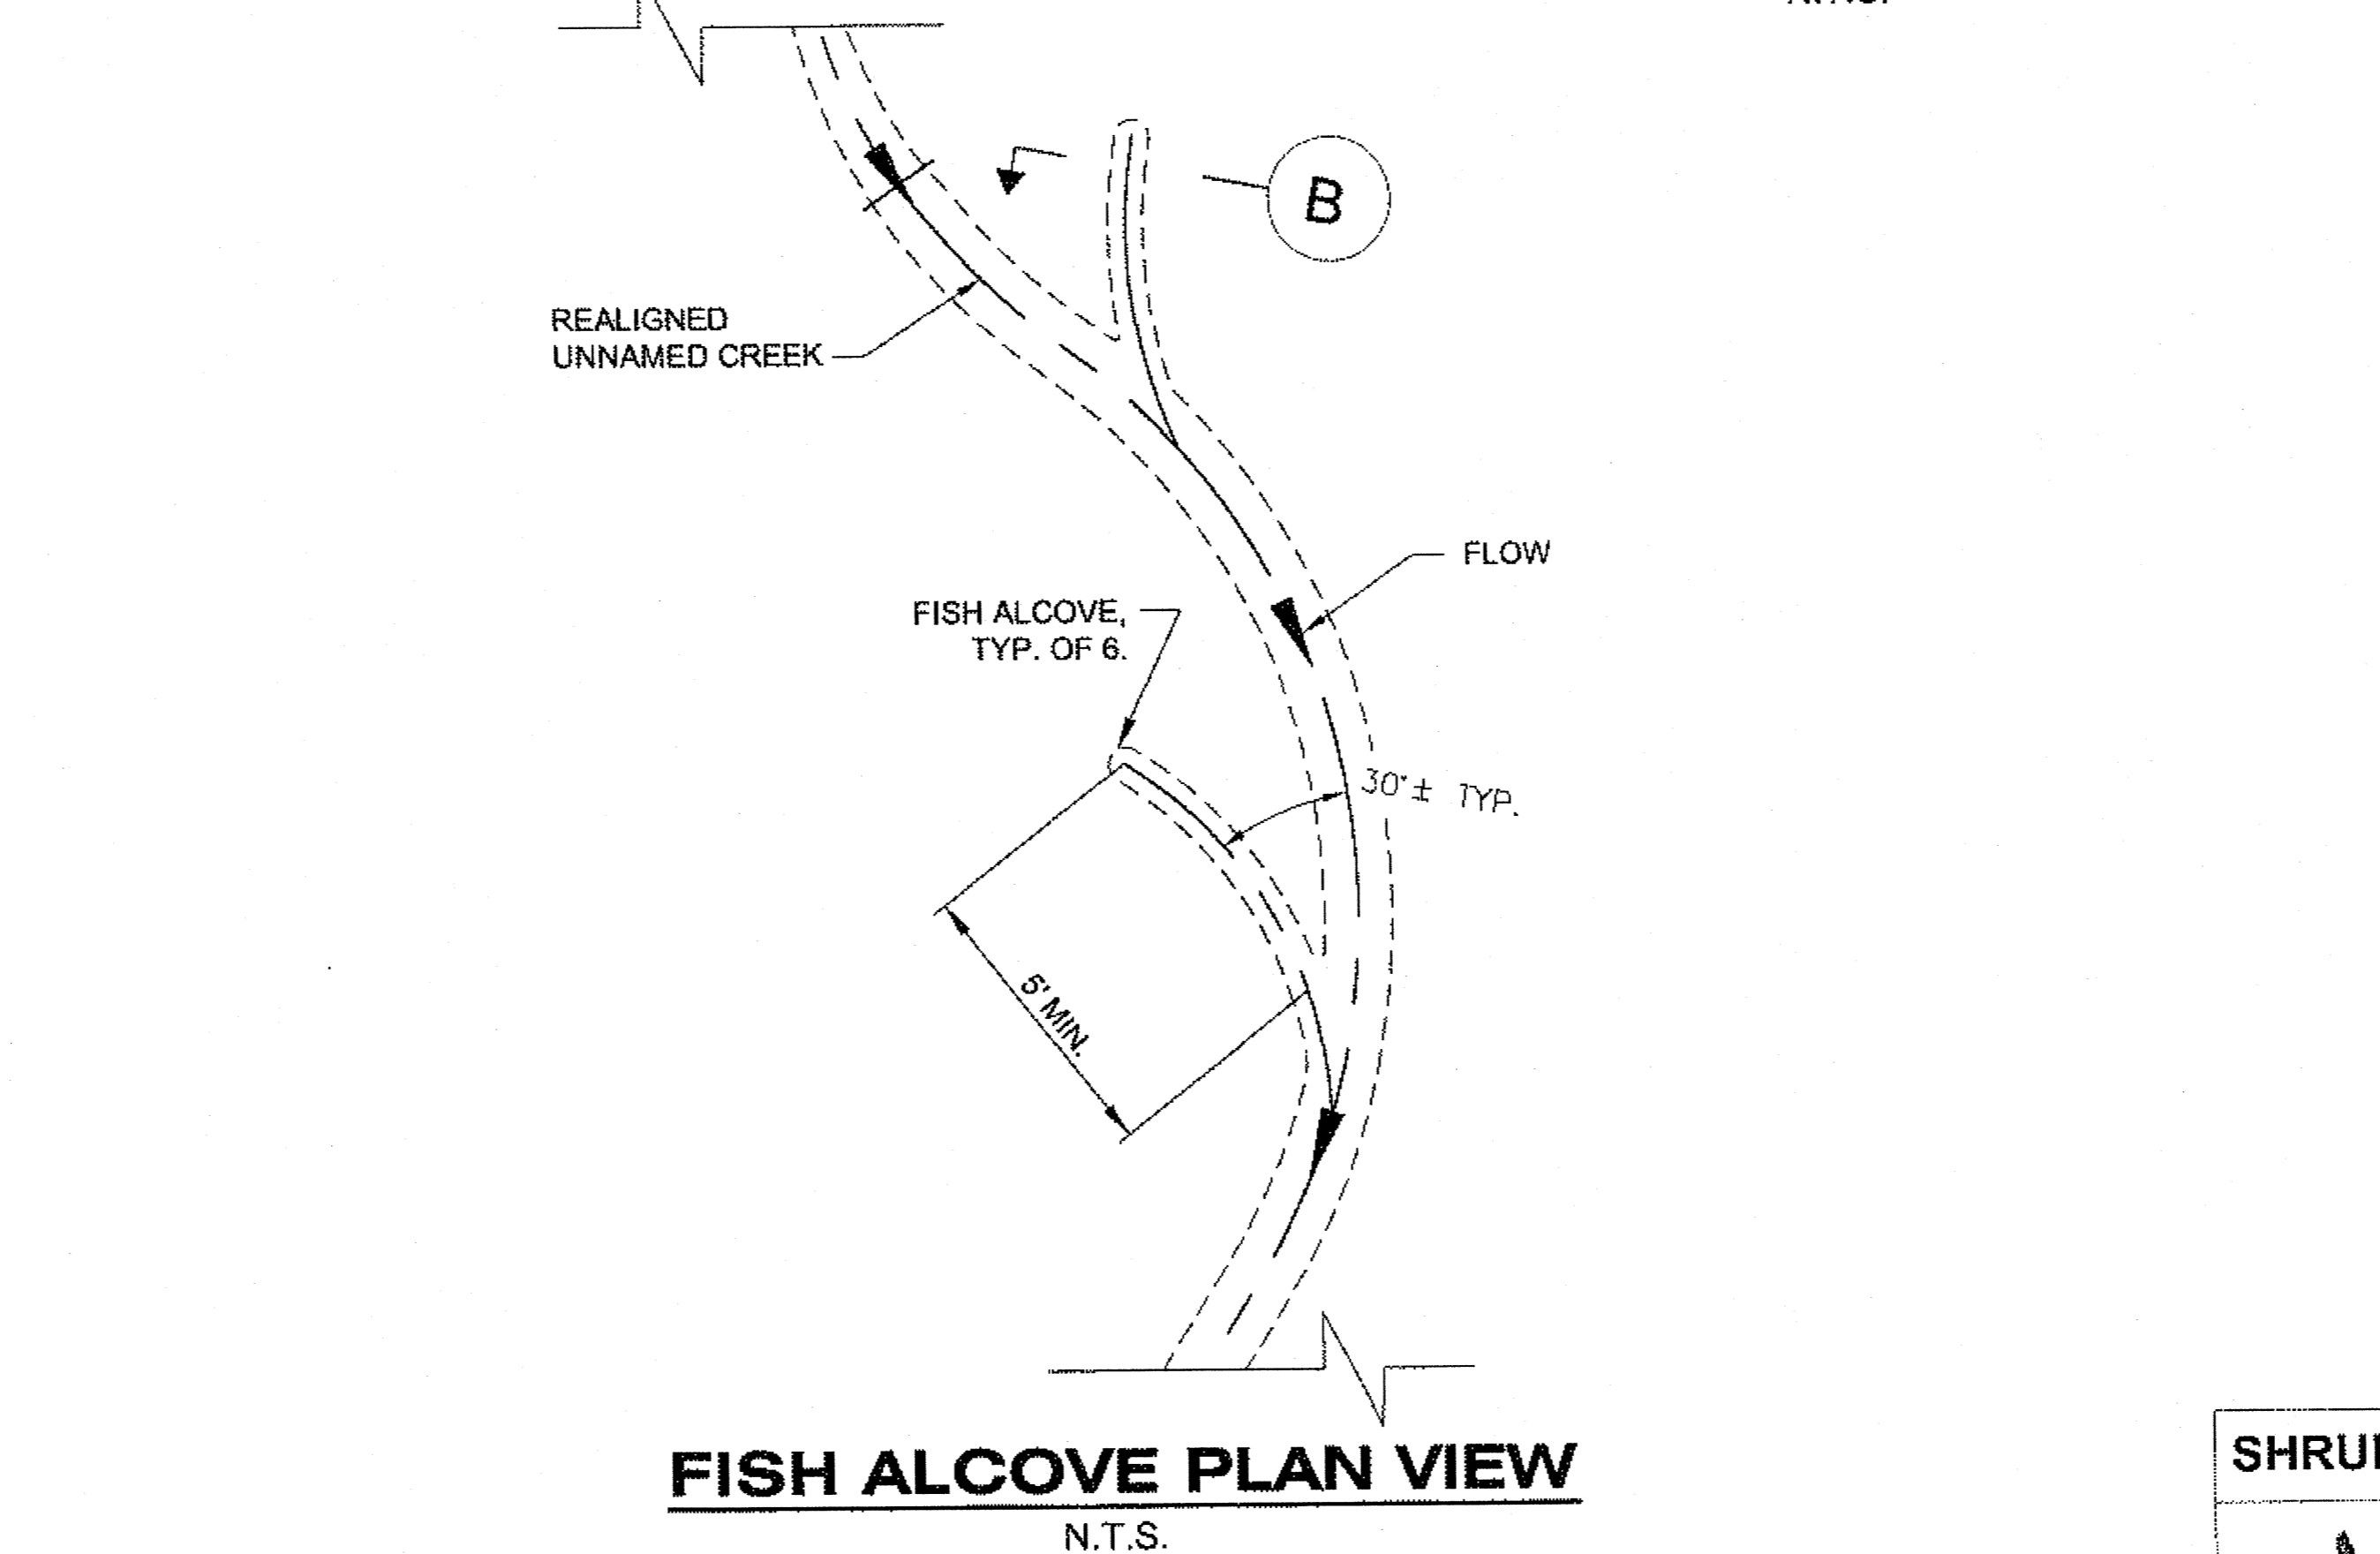 B
REALIGNED
UNNAMED CREEK
FLOW
FISH ALCOVE,
TYP. OF 6.
30°± TYP.
5' MIN.
FISH ALCOVE PLAN VIEW
N.T.S.